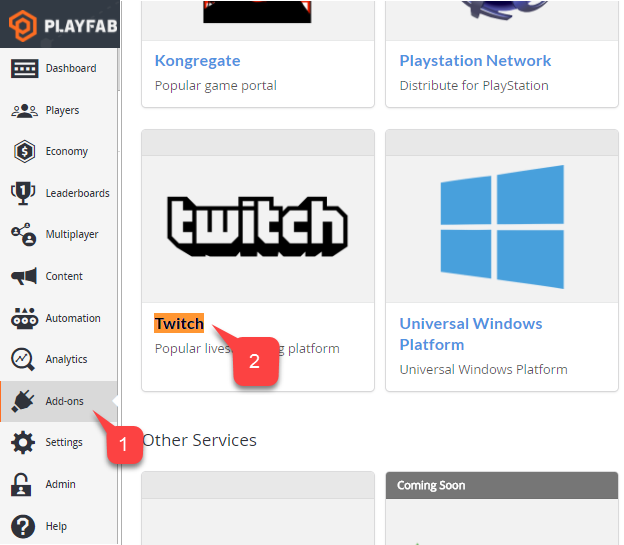 PLAYFAB
Dashboard
Players
Economy
Leaderboards
Multiplayer
Content
Automation
Analytics
Add-ons
Settings
Admin
Help
1
Kongregate
Popular game portal
Playstation Network
Distribute for PlayStation
twitch
Twitch
Popular lives g platform
2
Universal Windows
Platform
Universal Windows Platform
Other Services
Coming Soon